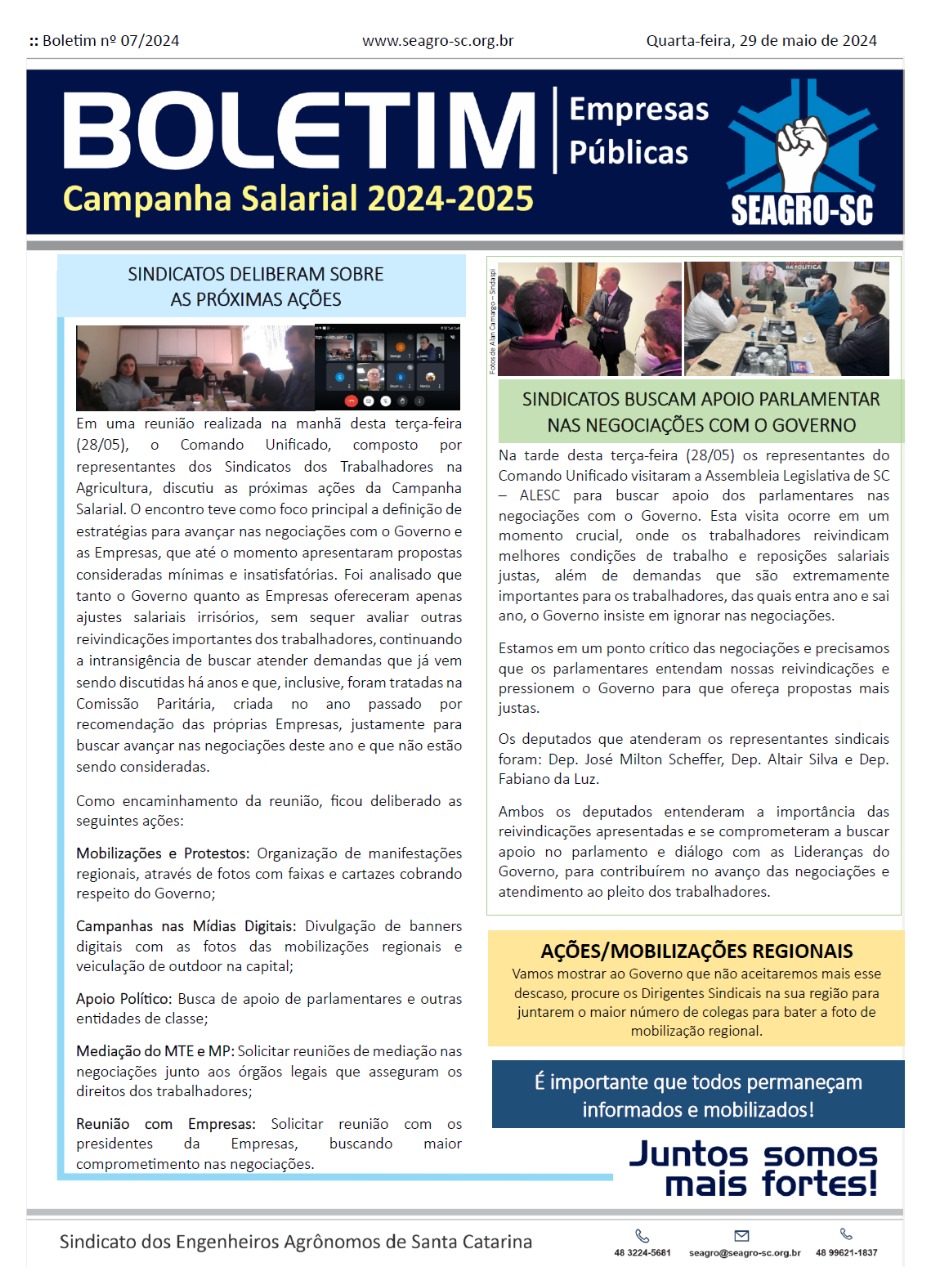 :: Boletim nº 07/2024
www.seagro-sc.org.br
Quarta-feira, 29 de maio de 2024
BOLETIM
Empresas
Públicas
Campanha Salarial 2024-2025
SEAGRO-SC
SINDICATOS DELIBERAM SOBRE
AS PRÓXIMAS AÇÕES
Em uma reunião realizada na manhã desta terça-feira
(28/05), o Comando Unificado, composto por
representantes dos Sindicatos dos Trabalhadores na
Agricultura, discutiu as próximas ações da Campanha
Salarial. O encontro teve como foco principal a definição de
estratégias para avançar nas negociações com o Governo e
as Empresas, que até o momento apresentaram propostas
consideradas mínimas e insatisfatórias. Foi analisado que
tanto o Governo quanto as Empresas ofereceram apenas
ajustes salariais irrisórios, sem sequer avaliar outras
reivindicações importantes dos trabalhadores, continuando
a intransigência de buscar atender demandas que já vem
sendo discutidas há anos e que, inclusive, foram tratadas na
Comissão Paritária, criada no ano passado por
recomendação das próprias Empresas, justamente para
buscar avançar nas negociações deste ano e que não estão
sendo consideradas.
Como encaminhamento da reunião, ficou deliberado as
seguintes ações:
Mobilizações e Protestos: Organização de manifestações
regionais, através de fotos com faixas e cartazes cobrando
respeito do Governo;
Campanhas nas Mídias Digitais: Divulgação de banners
digitais com as fotos das mobilizações regionais e
veiculação de outdoor na capital;
Apoio Político: Busca de apoio de parlamentares e outras
entidades de classe;
Mediação do MTE e MP: Solicitar reuniões de mediação nas
negociações junto aos órgãos legais que asseguram os
direitos dos trabalhadores;
Reunião com Empresas: Solicitar reunião com os
presidentes da Empresas, buscando maior
comprometimento nas negociações.
Fotos de Alan Camargo – Sindaspi
NA POLÍTICA
SINDICATOS BUSCAM APOIO PARLAMENTAR
NAS NEGOCIAÇÕES COM O GOVERNO
Na tarde desta terça-feira (28/05) os representantes do
Comando Unificado visitaram a Assembleia Legislativa de SC
– ALESC para buscar apoio dos parlamentares nas
negociações com o Governo. Esta visita ocorre em um
momento crucial, onde os trabalhadores reivindicam
melhores condições de trabalho e reposições salariais
justas, além de demandas que são extremamente
importantes para os trabalhadores, das quais entra ano e sai
ano, o Governo insiste em ignorar nas negociações.
Estamos em um ponto crítico das negociações e precisamos
que os parlamentares entendam nossas reivindicações e
pressionem o Governo para que ofereça propostas mais
justas.
Os deputados que atenderam os representantes sindicais
foram: Dep. José Milton Scheffer, Dep. Altair Silva e Dep.
Fabiano da Luz.
Ambos os deputados entenderam a importância das
reivindicações apresentadas e se comprometeram a buscar
apoio no parlamento e diálogo com as Lideranças do
Governo, para contribuírem no avanço das negociações e
atendimento ao pleito dos trabalhadores.
AÇÕES/MOBILIZAÇÕES REGIONAIS
Vamos mostrar ao Governo que não aceitaremos mais esse
descaso, procure os Dirigentes Sindicais na sua região para
juntarem o maior número de colegas para bater a foto de
mobilização regional.
É importante que todos permaneçam
informados e mobilizados!
Juntos somos
mais fortes!
Sindicato dos Engenheiros Agrônomos de Santa Catarina
48 3224-5681
seagro@seagro-sc.org.br
48 99621-1837